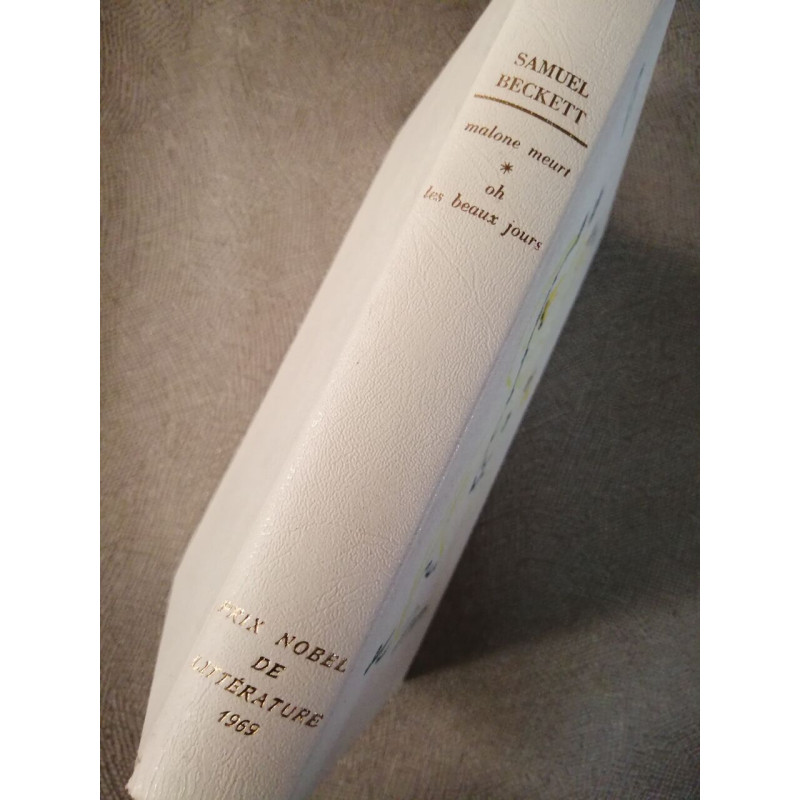 SAMUEL
BECKETT
malone meurt
*
oh
les beaux jours
PRIX NOBEL
DE
LITTÉRATURE
1969